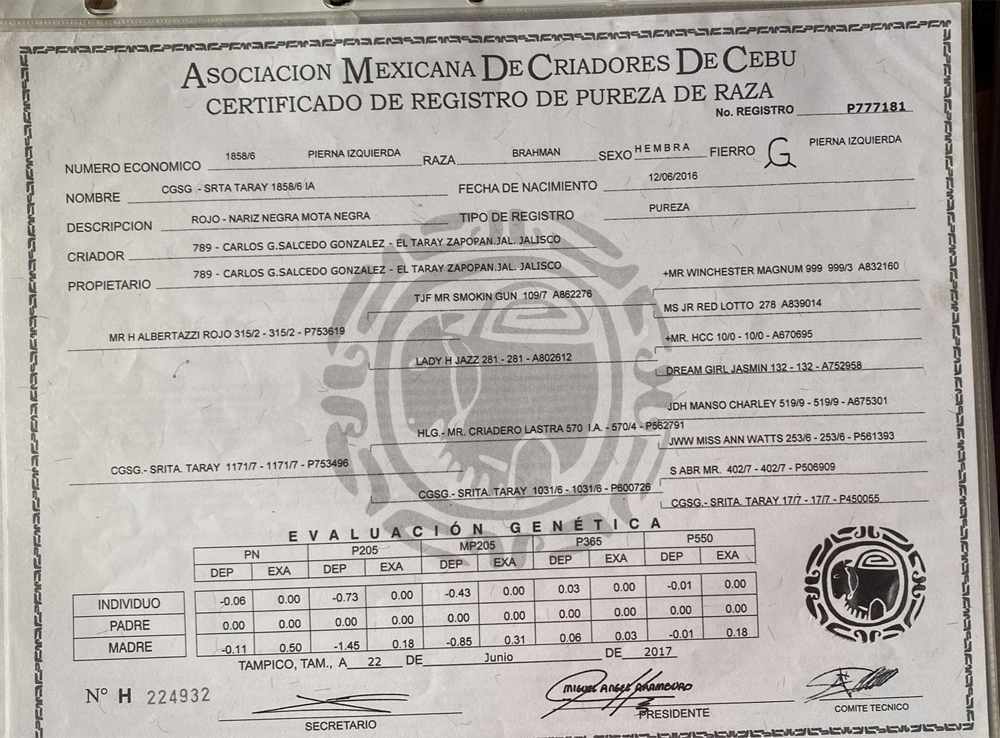 ASOCIACION MEXICANA DE CRIADORES DE CEBU
CERTIFICADO DE REGISTRO DE PUREZA DE RAZA
No. REGISTRO P777181
NUMERO ECONOMICO 1858/6 PIERNA IZQUIERDA RAZA BRAHMAN SEXO HEMBRA FIERRO G PIERNA IZQUIERDA
NOMBRE CGSG .- SRTA TARAY 1858/6 IA FECHA DE NACIMIENTO 12/06/2016
DESCRIPCION ROJO - NARIZ NEGRA MOTA NEGRA TIPO DE REGISTRO PUREZA
CRIADOR 789 - CARLOS G.SALCEDO GONZALEZ - EL TARAY ZAPOPAN.JAL. JALISCO
PROPIETARIO 789 - CARLOS G.SALCEDO GONZALEZ - EL TARAY ZAPOPAN.JAL. JALISCO
+MR WINCHESTER MAGNUM 999 999/3 A832160
TJF MR SMOKIN GUN 109/7 A862276
MS JR RED LOTTO 278 A839014
MR H ALBERTAZZI ROJO 315/2 - 315/2 - P753619
+MR. HCC 10/0 - 10/0 - A670695
LADY H JAZZ 281 - 281 - A802612
DREAM GIRL JASMIN 132 - 132 - A752958
JDH MANSO CHARLEY 519/9 - 519/9 - A675301
HLG.- MR. CRIADERO LASTRA 570 I.A. - 570/4 - P562791
JWW MISS ANN WATTS 253/6 - 253/6 - P561393
CGSG.- SRITA. TARAY 1171/7 - 1171/7 - P753496
S ABR MR. 402/7 - 402/7 - P506909
CGSG.- SRITA. TARAY 1031/6 - 1031/6 - P600726
CGSG.- SRITA. TARAY 17/7 - 17/7 - P450055
EVALUACIÓN GENÉTICA
PN P205 MP205 P365 P550
DEP EXA DEP EXA DEP EXA DEP EXA DEP EXA
INDIVIDUO -0.06 0.00 -0.73 0.00 -0.43 0.00 0.03 0.00 -0.01 0.00
PADRE 0.00 0.00 0.00 0.00 0.00 0.00 0.00 0.00 0.00 0.00
MADRE -0.11 0.50 -1.45 0.18 -0.85 0.31 0.06 0.03 -0.01 0.18
TAMPICO, TAM., A 22 DE Junio DE 2017
N° H 224932
MIGUEL ANGEL ARAMBURO
SECRETARIO
PRESIDENTE
COMITE TECNICO